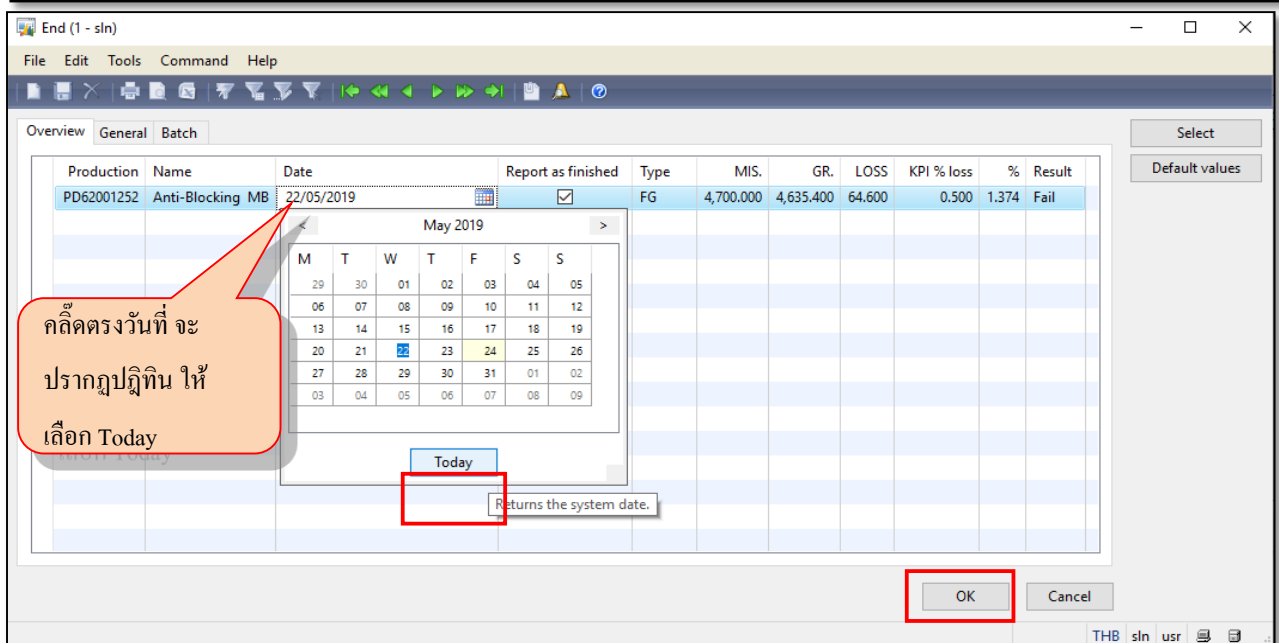 End (1 - sln)
File Edit Tools Command Help
Overview General Batch
Select
Default values
Production Name Date Report as finished Type MIS. GR. LOSS KPI % loss % Result
PD62001252 Anti-Blocking MB 22/05/2019 FG 4,700.000 4,635.400 64.600 0.500 1.374 Fail
< May 2019 >
M T W T F S S
29 30 01 02 03 04 05
06 07 08 09 10 11 12
13 14 15 16 17 18 19
20 21 22 23 24 25 26
27 28 29 30 31 01 02
03 04 05 06 07 08 09
Today
Returns the system date.
คลิ๊ดตรงวันที่ จะ
ปรากฏปฎิทิน ให้
เลือก Today
OK Cancel
THB sln usr